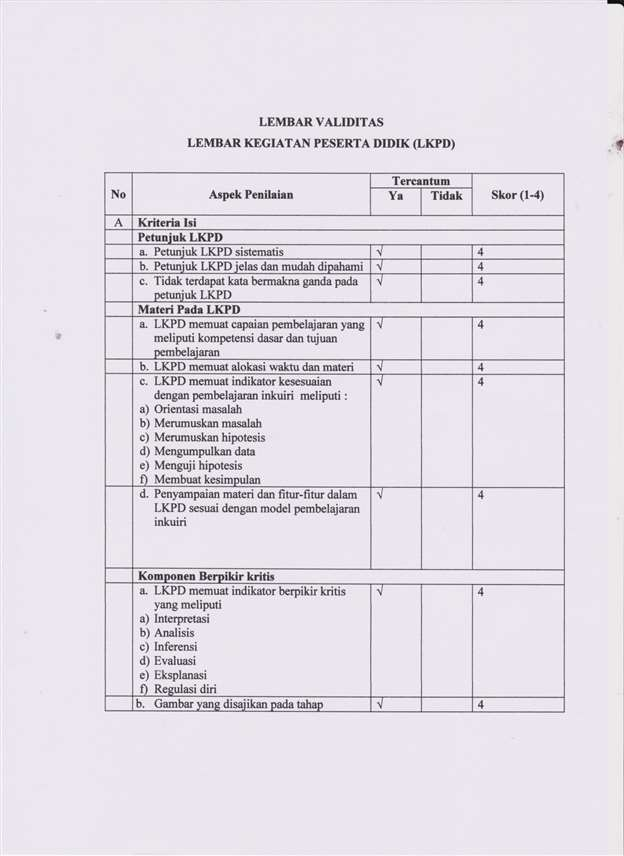 LEMBAR VALIDITAS
LEMBAR KEGIATAN PESERTA DIDIK (LKPD)
No Aspek Penilaian Tercantum Skor (1-4)
Ya Tidak
A Kriteria Isi
Petunjuk LKPD
a. Petunjuk LKPD sistematis √ 4
b. Petunjuk LKPD jelas dan mudah dipahami √ 4
c. Tidak terdapat kata bermakna ganda pada √ 4
petunjuk LKPD
Materi Pada LKPD
a. LKPD memuat capaian pembelajaran yang √ 4
meliputi kompetensi dasar dan tujuan
pembelajaran
b. LKPD memuat alokasi waktu dan materi √ 4
c. LKPD memuat indikator kesesuaian √ 4
dengan pembelajaran inkuiri meliputi :
a) Orientasi masalah
b) Merumuskan masalah
c) Merumuskan hipotesis
d) Mengumpulkan data
e) Menguji hipotesis
f) Membuat kesimpulan
d. Penyampaian materi dan fitur-fitur dalam √ 4
LKPD sesuai dengan model pembelajaran
inkuiri
Komponen Berpikir kritis
a. LKPD memuat indikator berpikir kritis √ 4
yang meliputi
a) Interpretasi
b) Analisis
c) Inferensi
d) Evaluasi
e) Eksplanasi
f) Regulasi diri
b. Gambar yang disajikan pada tahap √ 4